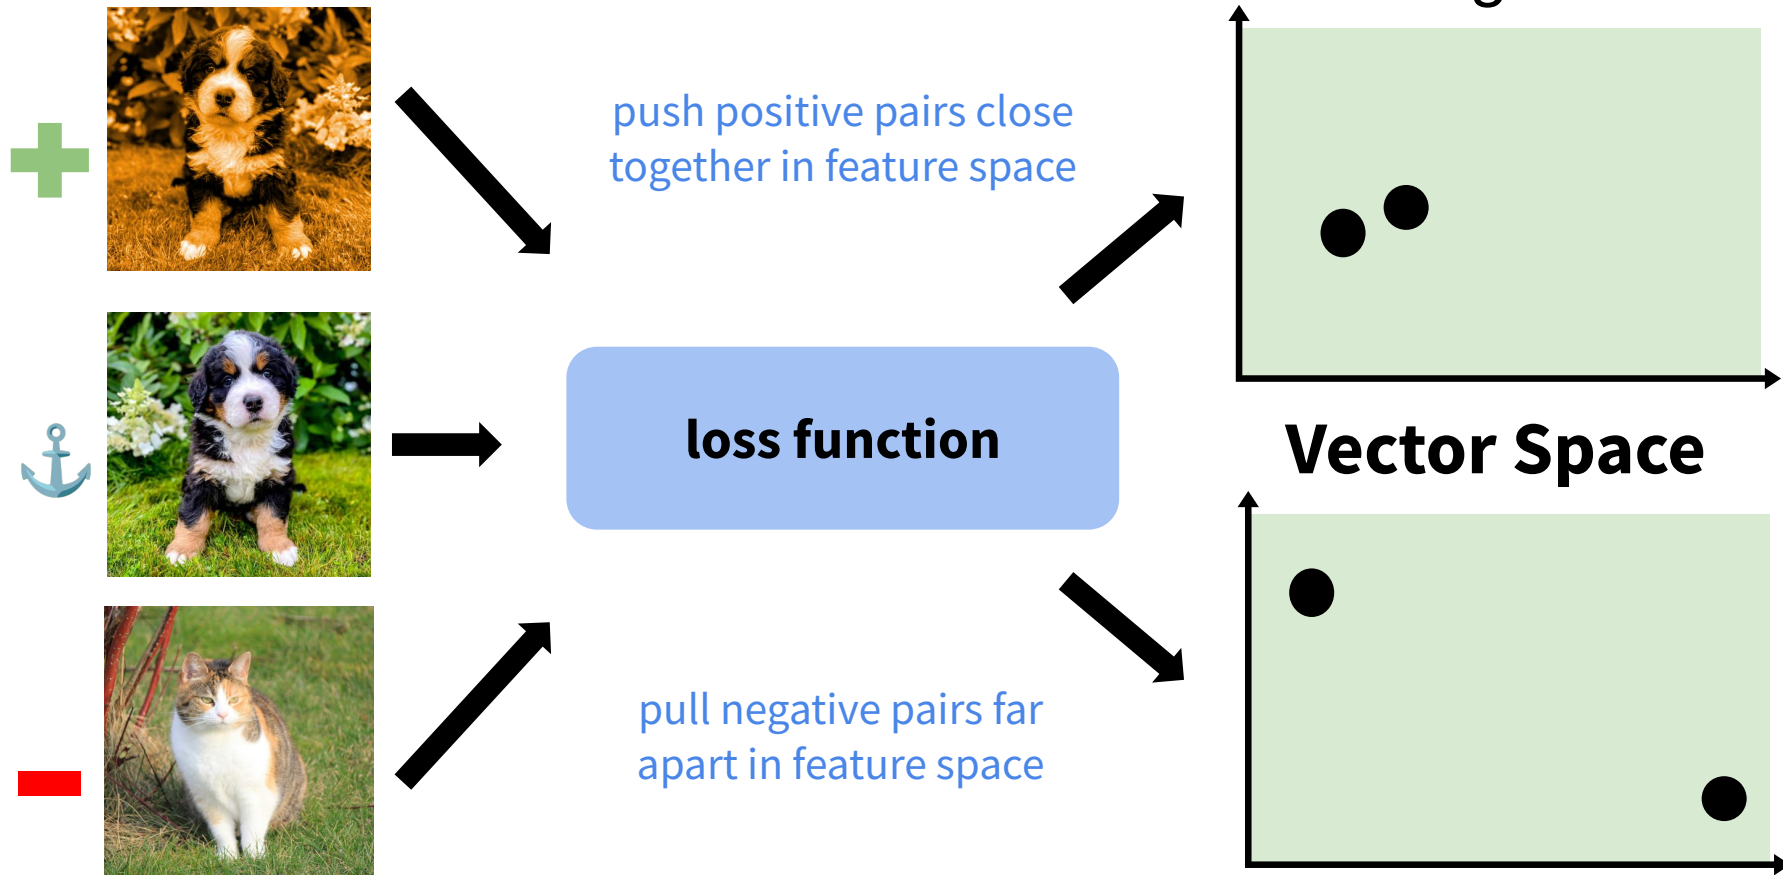 push positive pairs close
together in feature space
loss function
Vector Space
pull negative pairs far
apart in feature space